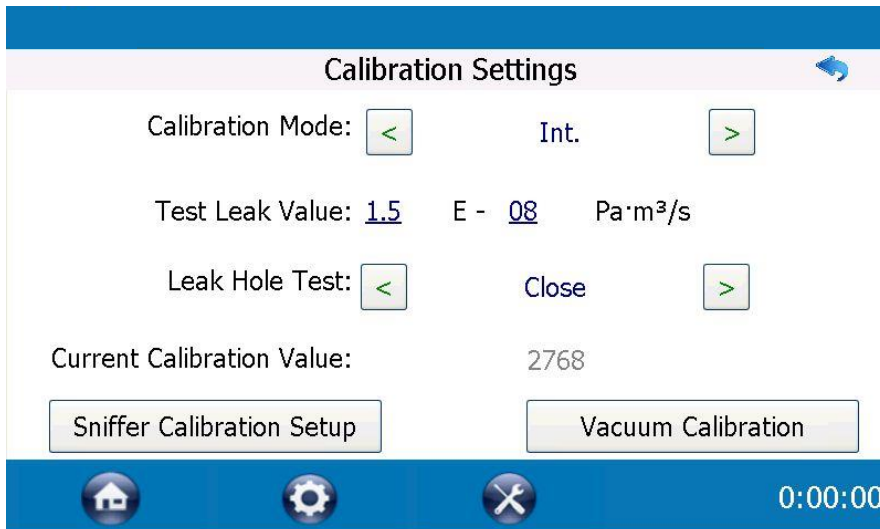 Calibration Settings
Calibration Mode: < Int. >
Test Leak Value: 1.5 E - 08 Pa·m³/s
Leak Hole Test: < Close >
Current Calibration Value: 2768
Sniffer Calibration Setup Vacuum Calibration
0:00:00